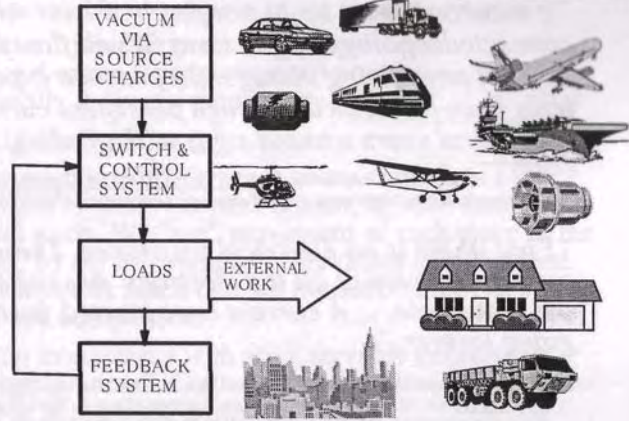 VACUUM
VIA
SOURCE
CHARGES
SWITCH &
CONTROL
SYSTEM
LOADS
EXTERNAL
WORK
FEEDBACK
SYSTEM